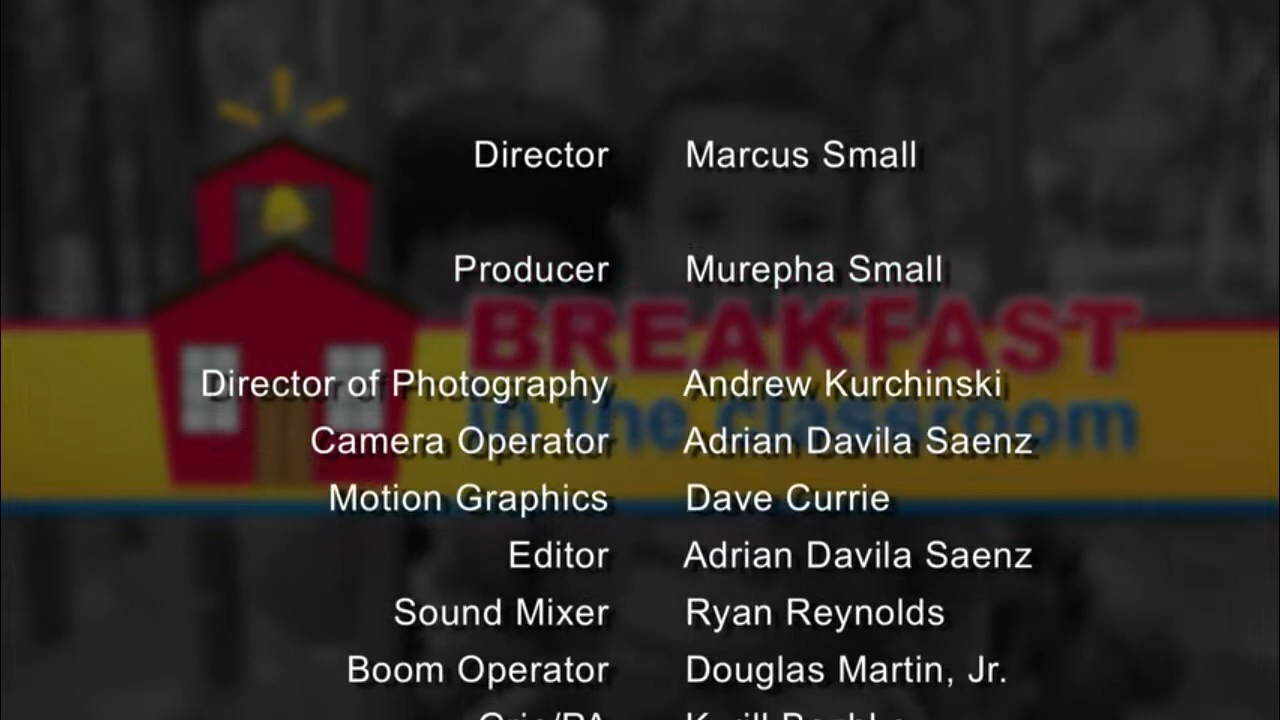 Director Marcus Small
Producer Murepha Small
BREAKFAST
Director of Photography Andrew Kurchinski
in the classroom
Camera Operator Adrian Davila Saenz
Motion Graphics Dave Currie
Editor Adrian Davila Saenz
Sound Mixer Ryan Reynolds
Boom Operator Douglas Martin, Jr.